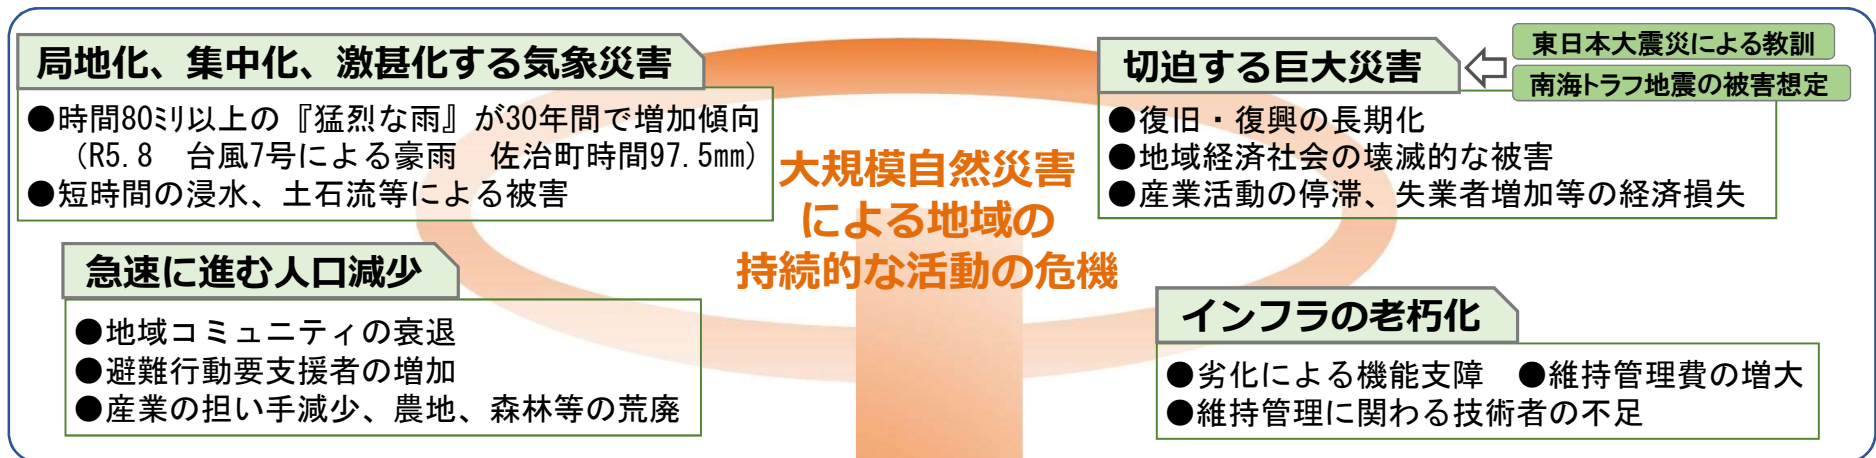 局地化、集中化、激甚化する気象災害
●時間80ミリ以上の『猛烈な雨』が30年間で増加傾向
（R5.8　台風7号による豪雨　佐治町時間97.5mm）
●短時間の浸水、土石流等による被害
切迫する巨大災害
東日本大震災による教訓
南海トラフ地震の被害想定
●復旧・復興の長期化
●地域経済社会の壊滅的な被害
●産業活動の停滞、失業者増加等の経済損失
大規模自然災害
による地域の
持続的な活動の危機
急速に進む人口減少
●地域コミュニティの衰退
●避難行動要支援者の増加
●産業の担い手減少、農地、森林等の荒廃
インフラの老朽化
●劣化による機能支障　●維持管理費の増大
●維持管理に関わる技術者の不足